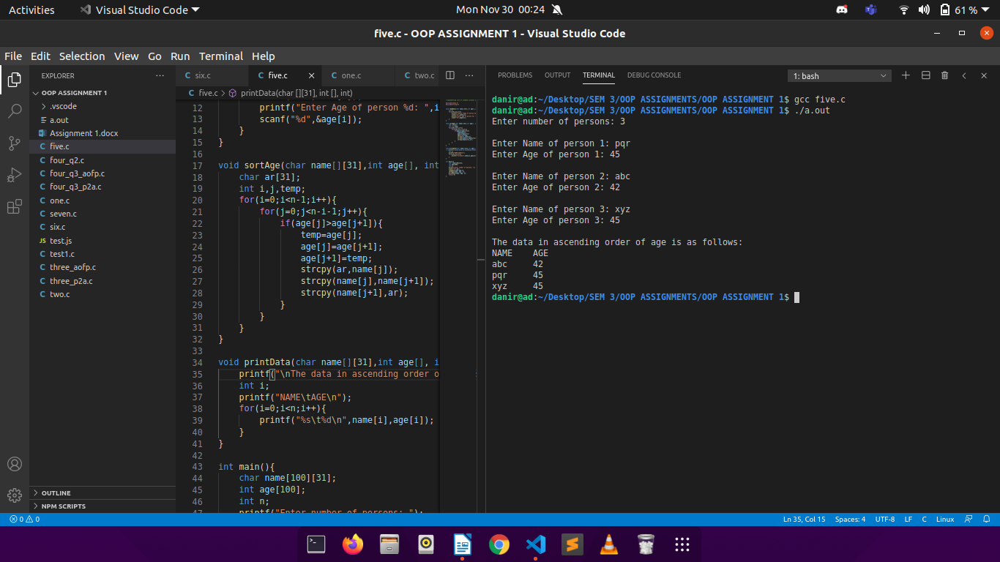 Activities
Visual Studio Code
Mon Nov 30 00:24
61 %
five.c - OOP ASSIGNMENT 1 - Visual Studio Code
File Edit Selection View Go Run Terminal Help
EXPLORER
OOP ASSIGNMENT 1
.vscode
a.out
Assignment 1.docx
C five.c
C four_q2.c
C four_q3_aofp.c
C four_q3_p2a.c
C one.c
C seven.c
C six.c
JS test.js
C test1.c
C three_aofp.c
C three_p2a.c
C two.c
OUTLINE
NPM SCRIPTS
C six.c C five.c C one.c C two.c
C five.c > printData(char [][31], int [], int)
12 printf("Enter Age of person %d: ",i
13 scanf("%d",&age[i]);
14 }
15 }
16
17 void sortAge(char name[][31],int age[], int
18 char ar[31];
19 int i,j,temp;
20 for(i=0;i<n-1;i++){
21 for(j=0;j<n-i-1;j++){
22 if(age[j]>age[j+1]){
23 temp=age[j];
24 age[j]=age[j+1];
25 age[j+1]=temp;
26 strcpy(ar,name[j]);
27 strcpy(name[j],name[j+1]);
28 strcpy(name[j+1],ar);
29 }
30 }
31 }
32 }
33
34 void printData(char name[][31],int age[], i
35 printf("\nThe data in ascending order o
36 int i;
37 printf("NAME\tAGE\n");
38 for(i=0;i<n;i++){
39 printf("%s\t%d\n",name[i],age[i]);
40 }
41 }
42
43 int main(){
44 char name[100][31];
45 int age[100];
46 int n;
47 printf("Enter number of persons: ");
PROBLEMS OUTPUT TERMINAL DEBUG CONSOLE
1: bash
danir@ad:~/Desktop/SEM 3/OOP ASSIGNMENTS/OOP ASSIGNMENT 1$ gcc five.c
danir@ad:~/Desktop/SEM 3/OOP ASSIGNMENTS/OOP ASSIGNMENT 1$ ./a.out
Enter number of persons: 3

Enter Name of person 1: pqr
Enter Age of person 1: 45

Enter Name of person 2: abc
Enter Age of person 2: 42

Enter Name of person 3: xyz
Enter Age of person 3: 45

The data in ascending order of age is as follows:
NAME AGE
abc 42
pqr 45
xyz 45
danir@ad:~/Desktop/SEM 3/OOP ASSIGNMENTS/OOP ASSIGNMENT 1$
0 0
Ln 35, Col 15 Spaces: 4 UTF-8 LF C Linux